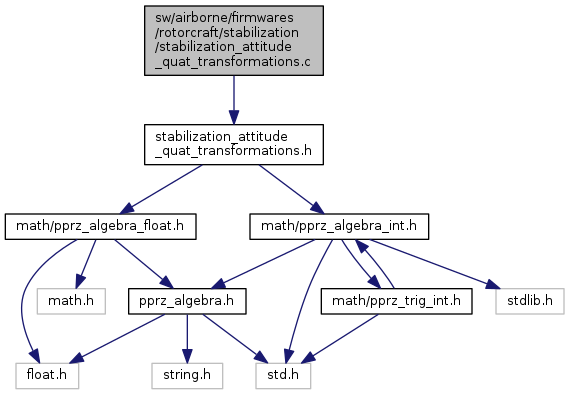 sw/airborne/firmwares
/rotorcraft/stabilization
/stabilization_attitude
_quat_transformations.c
stabilization_attitude
_quat_transformations.h
math/pprz_algebra_float.h
math/pprz_algebra_int.h
math.h
pprz_algebra.h
math/pprz_trig_int.h
stdlib.h
float.h
string.h
std.h